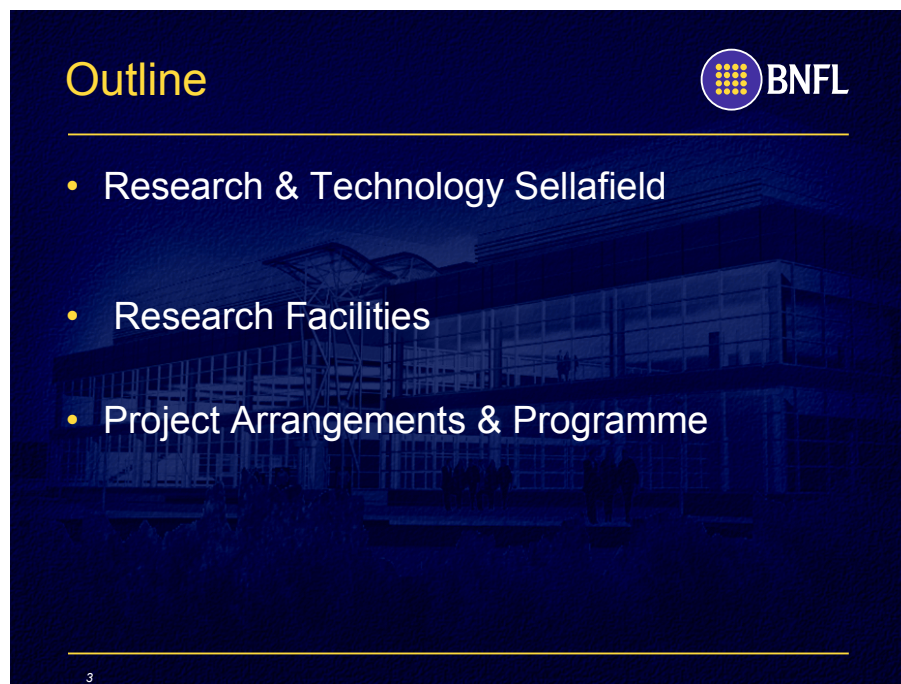 Outline
BNFL
• Research & Technology Sellafield
• Research Facilities
• Project Arrangements & Programme
3